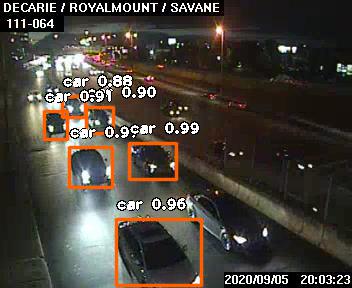 DECARIE / ROYALMOUNT / SAVANE
111-064
car 0.88
car 0.91
0.90
car 0.9
car 0.99
car 0.96
2020/09/05 20:03:23